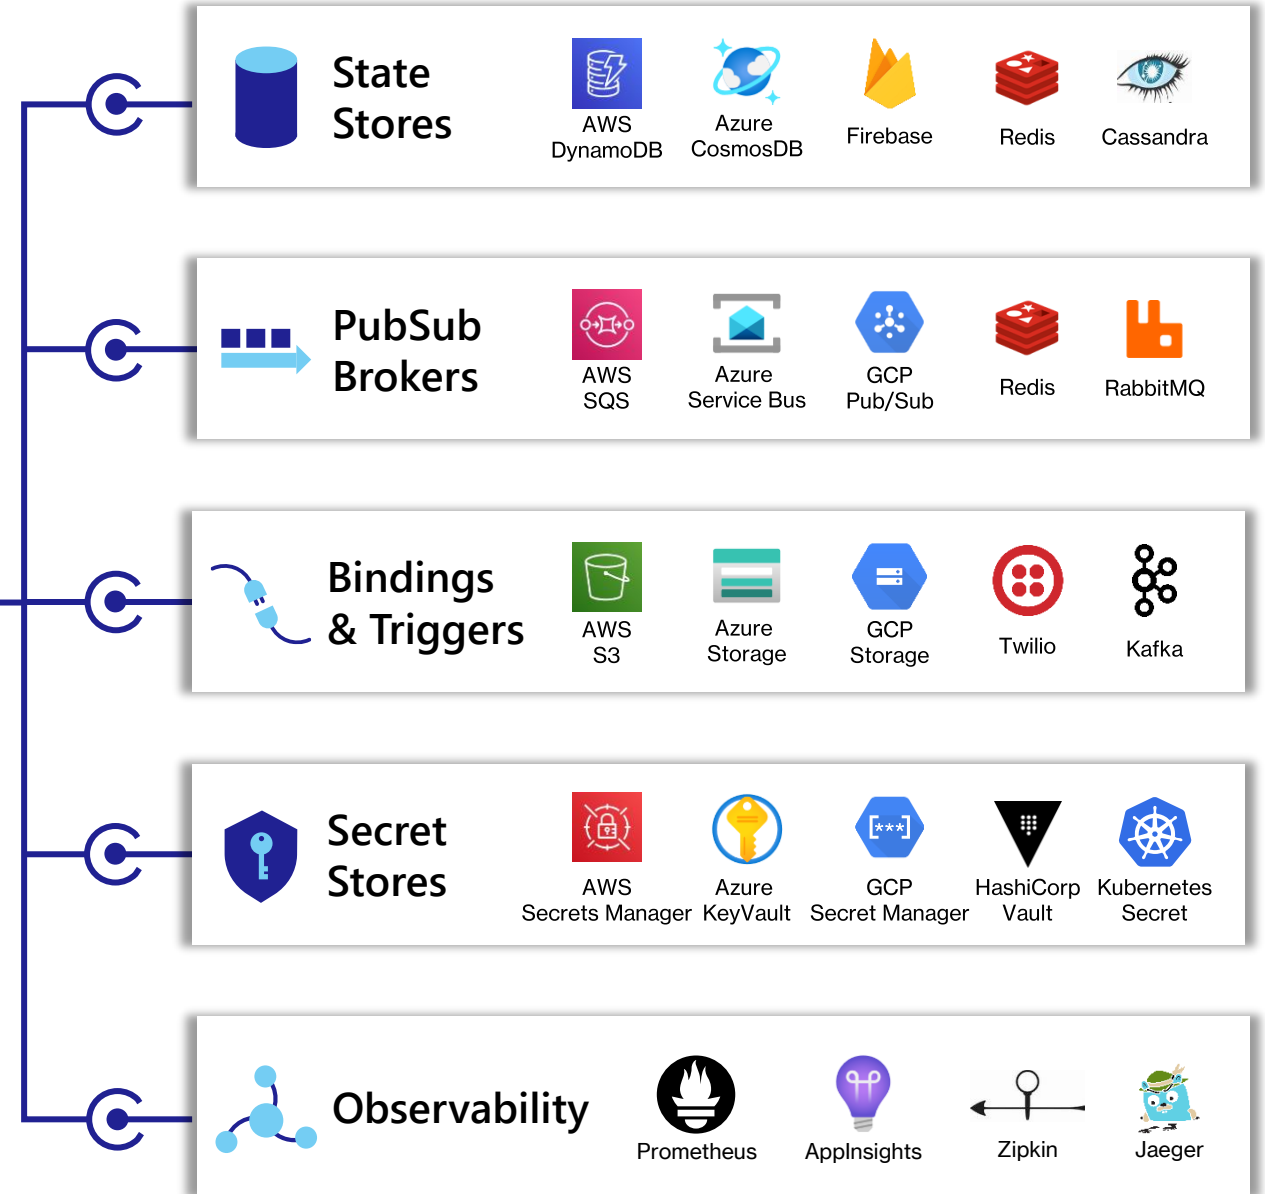 State
Stores
AWS
DynamoDB
Azure
CosmosDB
Firebase
Redis
Cassandra
PubSub
Brokers
AWS
SQS
Azure
Service Bus
GCP
Pub/Sub
Redis
RabbitMQ
Bindings
& Triggers
AWS
S3
Azure
Storage
GCP
Storage
Twilio
Kafka
Secret
Stores
AWS
Secrets Manager
Azure
KeyVault
[***]
GCP
Secret Manager
HashiCorp
Vault
Kubernetes
Secret
Observability
Prometheus
AppInsights
Zipkin
Jaeger